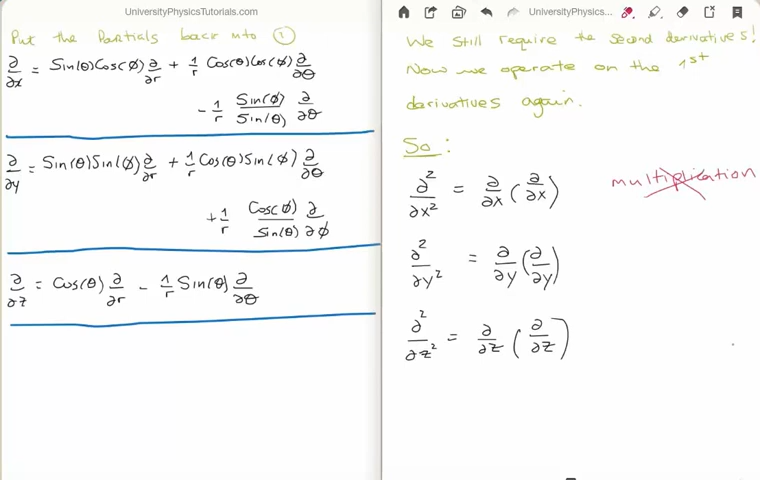 UniversityPhysicsTutorials.com
Put the Partials back into ①
∂/∂x = Sin(θ)Cos(ϕ) ∂/∂r + 1/r Cos(θ)Cos(ϕ) ∂/∂θ
- 1/r Sin(ϕ)/Sin(θ) ∂/∂θ
∂/∂y = Sin(θ)Sin(ϕ) ∂/∂r + 1/r Cos(θ)Sin(ϕ) ∂/∂θ
+ 1/r Cos(ϕ)/Sin(θ) ∂/∂ϕ
∂/∂z = Cos(θ) ∂/∂r - 1/r Sin(θ) ∂/∂θ
UniversityPhysicsTutorials....
We still require the second derivatives!
Now we operate on the 1st
derivatives again.
So:
∂²/∂x² = ∂/∂x (∂/∂x)
multiplication
∂²/∂y² = ∂/∂y (∂/∂y)
∂²/∂z² = ∂/∂z (∂/∂z)